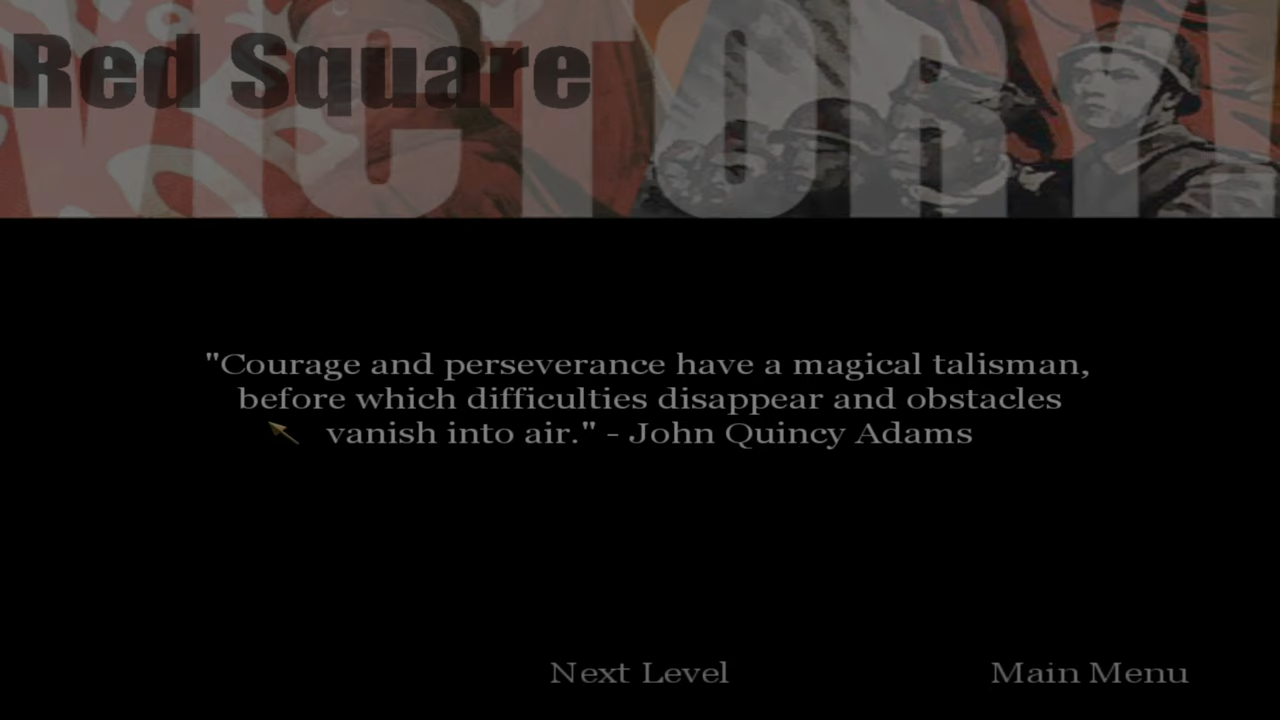 VICTORY
Red Square
"Courage and perseverance have a magical talisman,
before which difficulties disappear and obstacles
vanish into air." - John Quincy Adams
Next Level
Main Menu